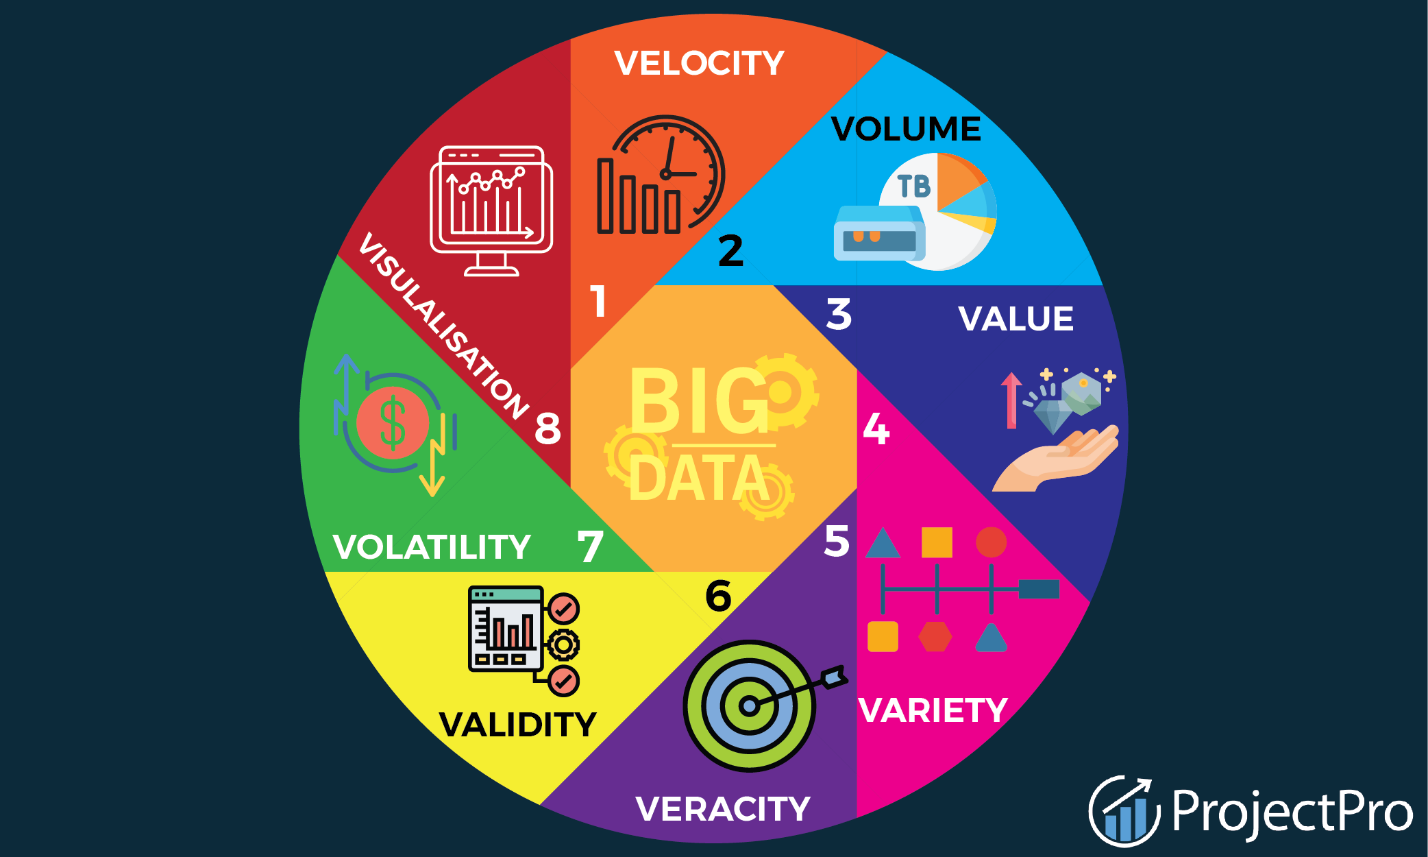 VELOCITY
1
VOLUME
TB
2
VALUE
3
4
VARIETY
5
VERACITY
6
VALIDITY
7
VOLATILITY
$
8
VISULALISATION
BIG
DATA
ProjectPro